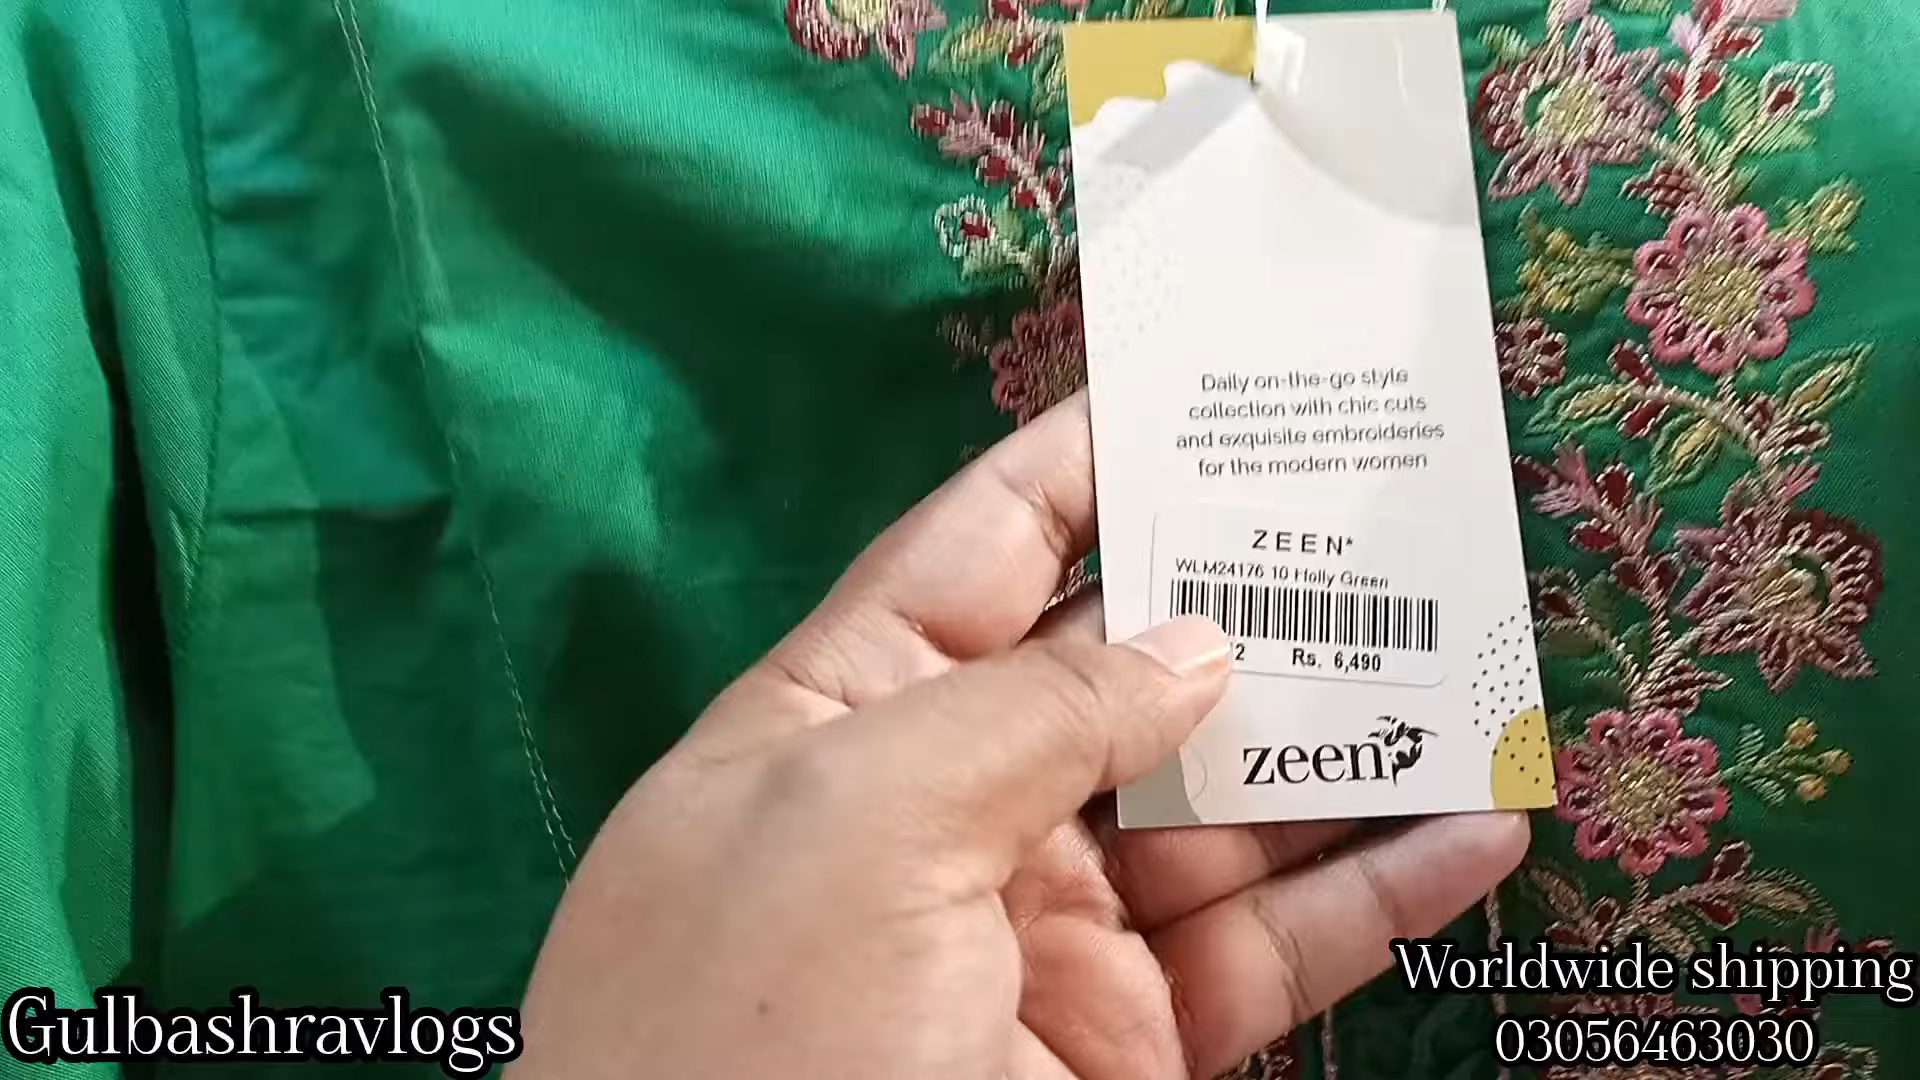 Daily on-the-go style
collection with chic cuts
and exquisite embroideries
for the modern women
ZEEN*
WLM24176 10 Holly Green
Rs. 6,490
zeen
Gulbashravlogs
Worldwide shipping
03056463030